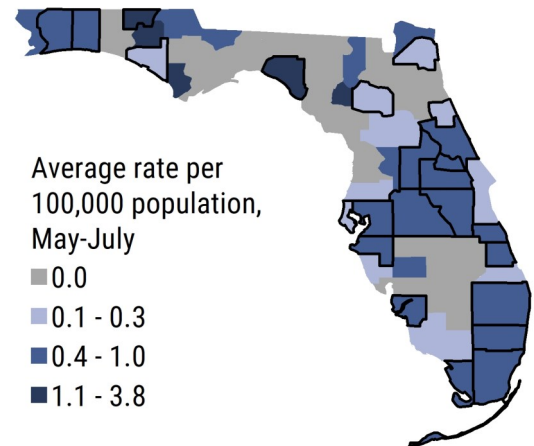 Average rate per
100,000 population,
May-July
0.0
0.1 - 0.3
0.4 - 1.0
1.1 - 3.8